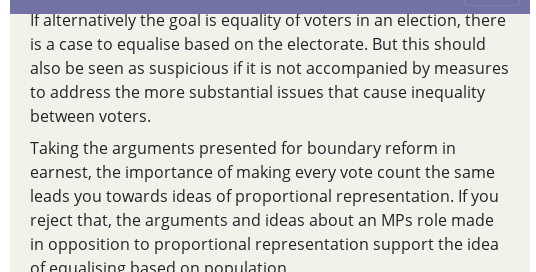 If alternatively the goal is equality of voters in an election, there
is a case to equalise based on the electorate. But this should
also be seen as suspicious if it is not accompanied by measures
to address the more substantial issues that cause inequality
between voters.
Taking the arguments presented for boundary reform in
earnest, the importance of making every vote count the same
leads you towards ideas of proportional representation. If you
reject that, the arguments and ideas about an MPs role made
in opposition to proportional representation support the idea
of equalising based on population.